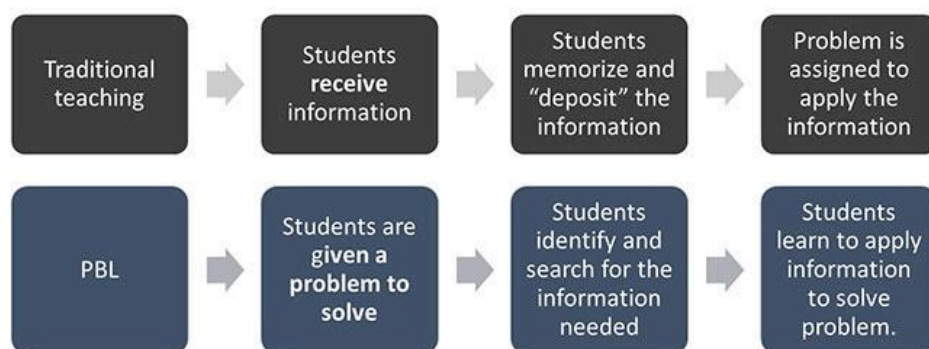 Traditional
teaching
Students
receive
information
Students
memorize and
“deposit” the
information
Problem is
assigned to
apply the
information
PBL
Students are
given a
problem to
solve
Students
identify and
search for the
information
needed
Students
learn to apply
information
to solve
problem.